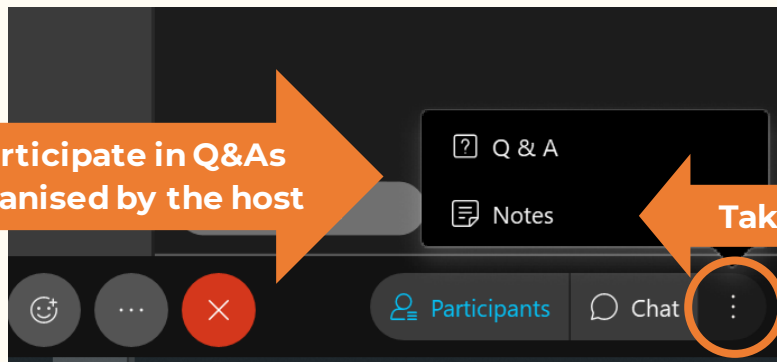 Q & A
rticipate in Q&As
anised by the host
Notes
Tak
Participants
Chat